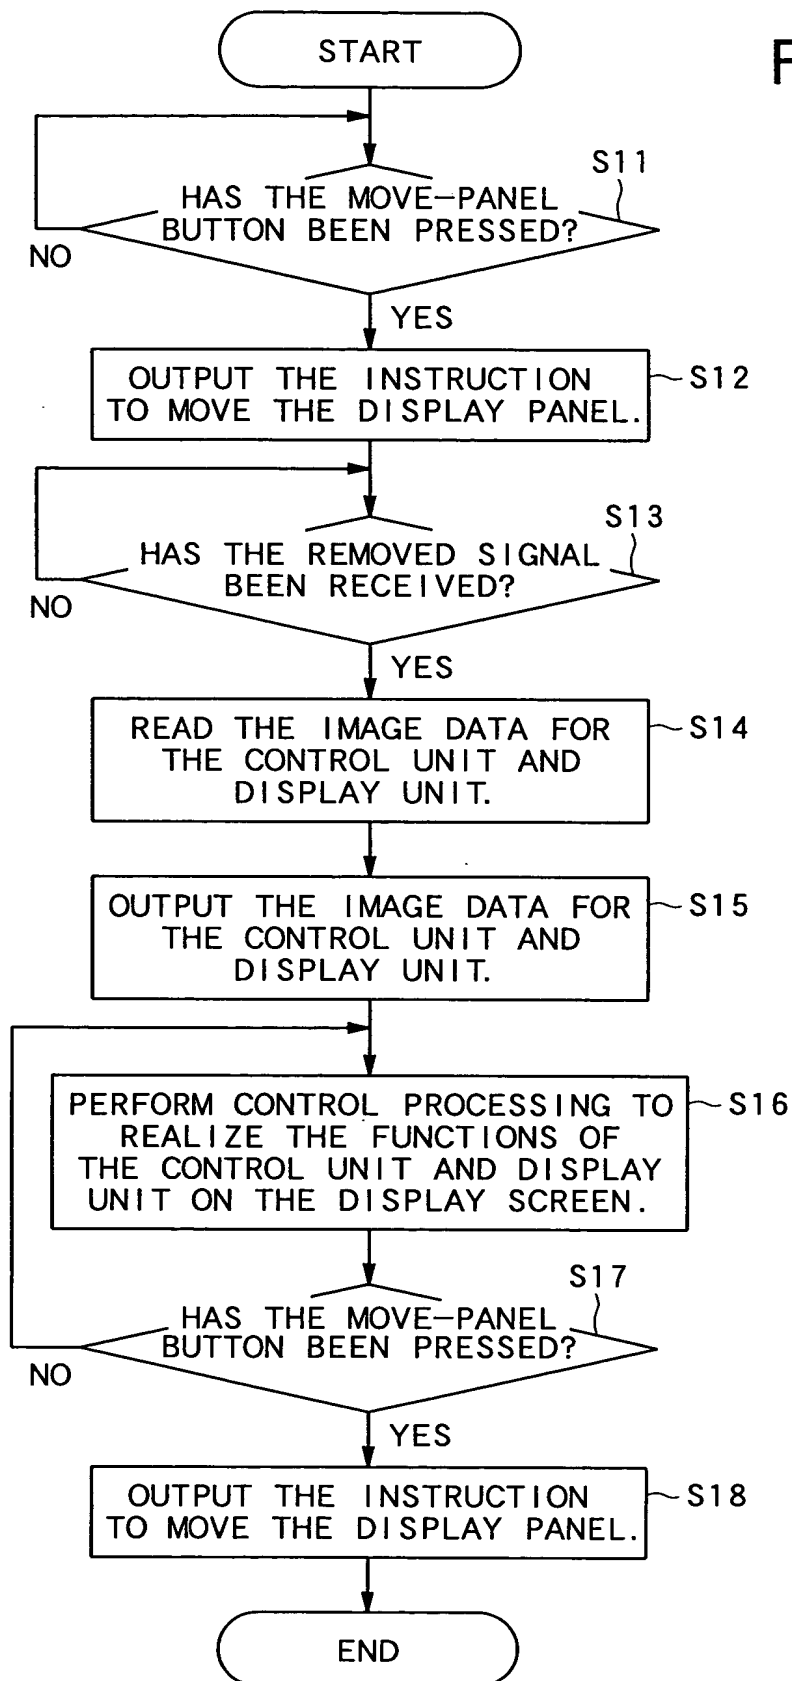 START
F
S11
HAS THE MOVE-PANEL
BUTTON BEEN PRESSED?
NO
YES
OUTPUT THE INSTRUCTION
TO MOVE THE DISPLAY PANEL.
S12
S13
HAS THE REMOVED SIGNAL
BEEN RECEIVED?
NO
YES
READ THE IMAGE DATA FOR
THE CONTROL UNIT AND
DISPLAY UNIT.
S14
OUTPUT THE IMAGE DATA FOR
THE CONTROL UNIT AND
DISPLAY UNIT.
S15
PERFORM CONTROL PROCESSING TO
REALIZE THE FUNCTIONS OF
THE CONTROL UNIT AND DISPLAY
UNIT ON THE DISPLAY SCREEN.
S16
S17
HAS THE MOVE-PANEL
BUTTON BEEN PRESSED?
NO
YES
OUTPUT THE INSTRUCTION
TO MOVE THE DISPLAY PANEL.
S18
END